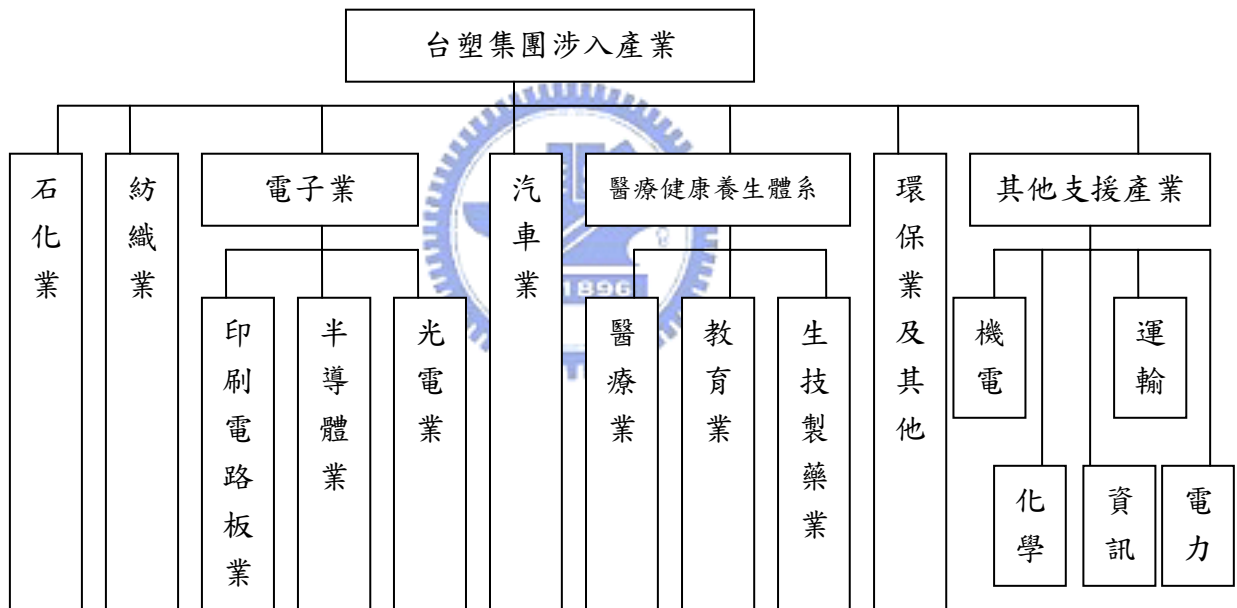 台塑集團涉入產業
石化業
紡織業
電子業
印刷電路板業
半導體業
光電業
汽車業
醫療健康養生體系
醫療業
教育業
生技製藥業
環保業及其他
其他支援產業
機電
化學
資訊
運輸
電力
1896